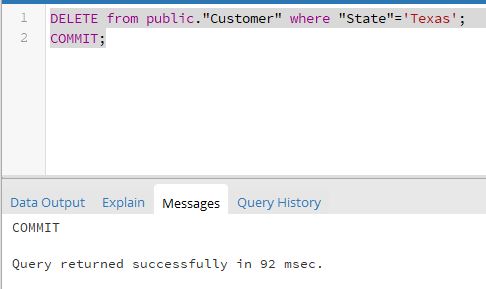 1 DELETE from public."Customer" where "State"='Texas';
2 COMMIT;
Data Output Explain Messages Query History
COMMIT
Query returned successfully in 92 msec.